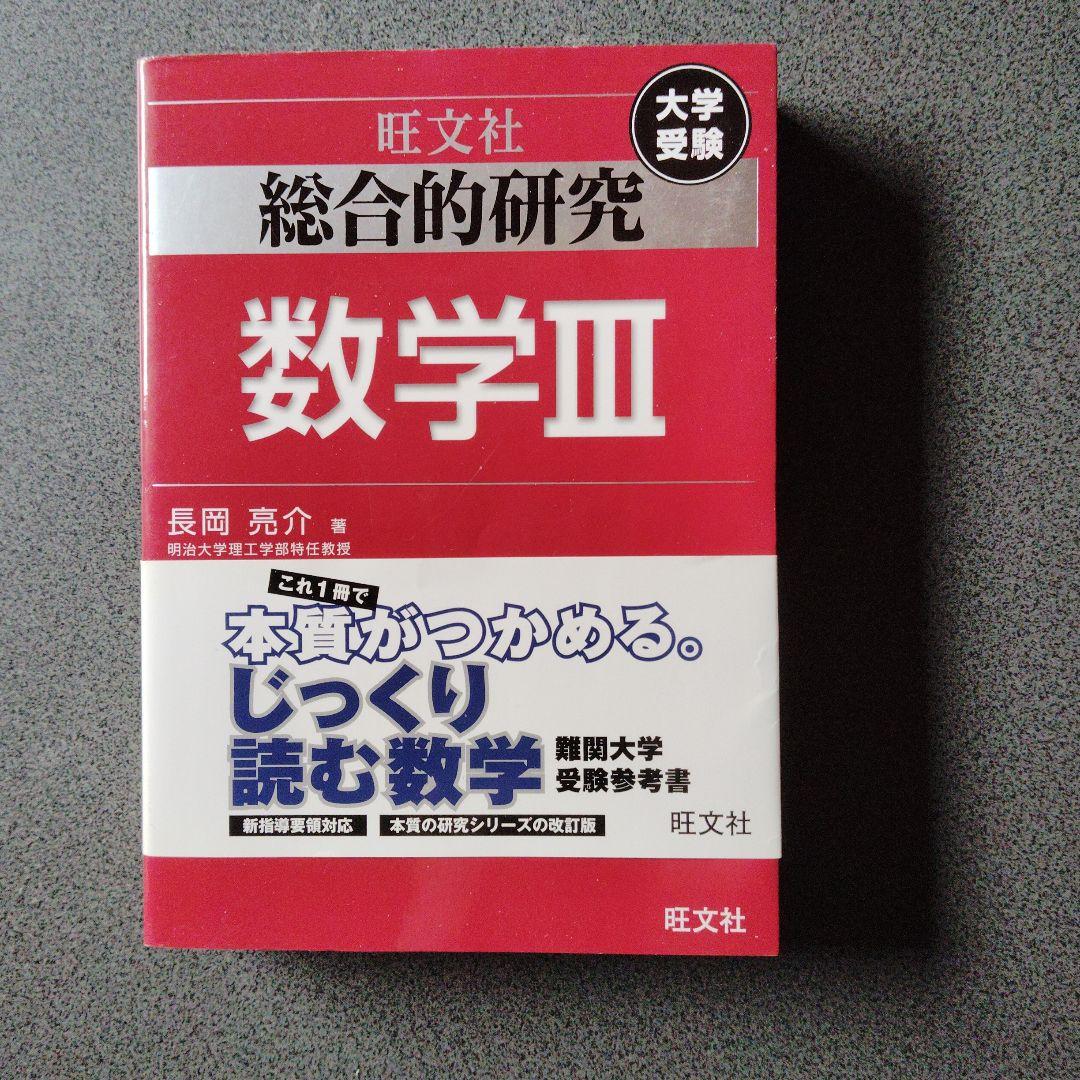 大学
受験
旺文社
総合的研究
数学III
長岡 亮介 著
明治大学理工学部特任教授
これ1冊で
本質がつかめる。
じっくり
読む数学
難関大学
受験参考書
新指導要領対応
本質の研究シリーズの改訂版
旺文社
旺文社